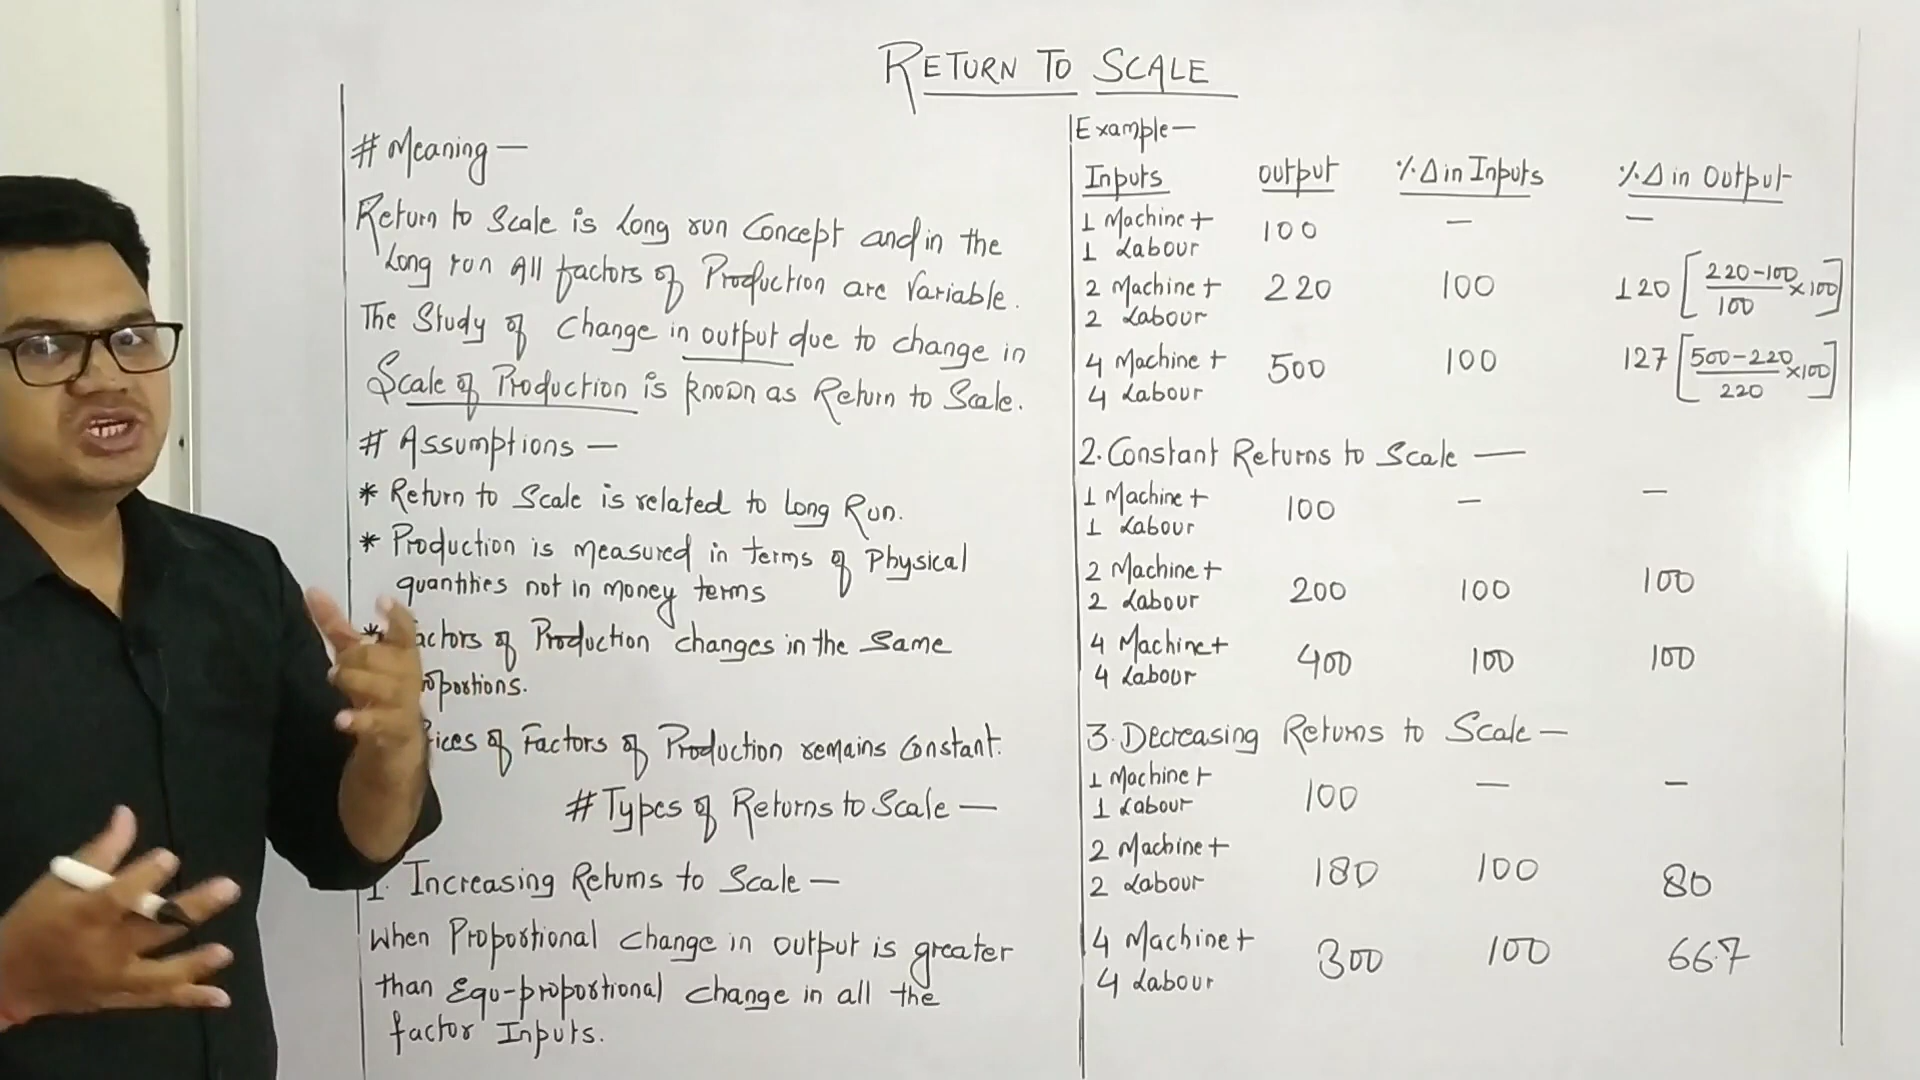 RETURN TO SCALE
# Meaning —
Return to Scale is Long run Concept and in the
Long run All factors of Production are Variable.
The Study of Change in output due to change in
Scale of Production is known as Return to Scale.
# Assumptions —
* Return to Scale is related to Long Run.
* Production is measured in terms of Physical
quantities not in money terms
* actors of Production changes in the Same
oportions.
ices of Factors of Production remains Constant.
# Types of Returns to Scale —
1. Increasing Returns to Scale —
When Proportional change in output is greater
than Equ-proportional change in all the
factor Inputs.
Example —
Inputs output %Δ in Inputs %Δ in Output
1 Machine + 100 — —
1 Labour
2 Machine + 220 100 120 [220-100/100 x100]
2 Labour
4 Machine + 500 100 127 [500-220/220 x100]
4 Labour
2. Constant Returns to Scale —
1 Machine + 100 — —
1 Labour
2 Machine + 200 100 100
2 Labour
4 Machine + 400 100 100
4 Labour
3. Decreasing Returns to Scale —
1 Machine + 100 — —
1 Labour
2 Machine + 180 100 80
2 Labour
4 Machine + 300 100 66.7
4 Labour